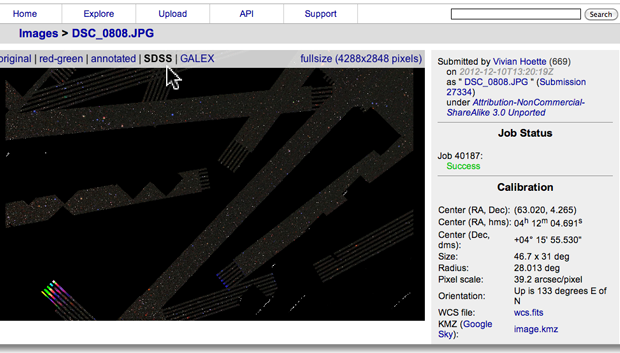 Home Explore Upload API Support
Search
Images > DSC_0808.JPG
original | red-green | annotated | SDSS | GALEX fullsize (4288x2848 pixels)
Submitted by Vivian Hoette (669)
on 2012-12-10T13:20:19Z
as " DSC_0808.JPG " (Submission
27334)
under Attribution-NonCommercial-
ShareAlike 3.0 Unported
Job Status
Job 40187:
Success
Calibration
Center (RA, Dec): (63.020, 4.265)
Center (RA, hms): 04h 12m 04.691s
Center (Dec,
dms): +04° 15' 55.530"
Size: 46.7 x 31 deg
Radius: 28.013 deg
Pixel scale: 39.2 arcsec/pixel
Orientation: Up is 133 degrees E of
N
WCS file: wcs.fits
KMZ (Google
Sky): image.kmz